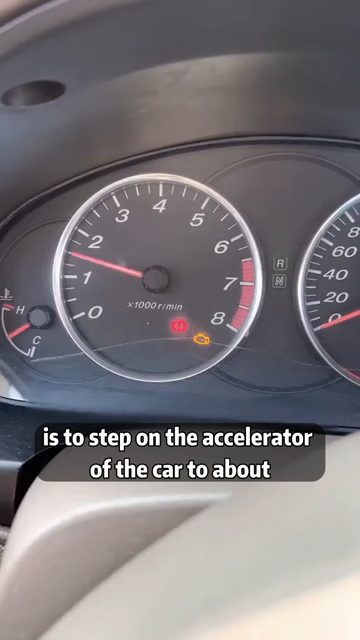 0
1
2
3
4
5
6
7
8
x1000 r/min
H
C
R
N
80
60
40
20
0
is to step on the accelerator
of the car to about